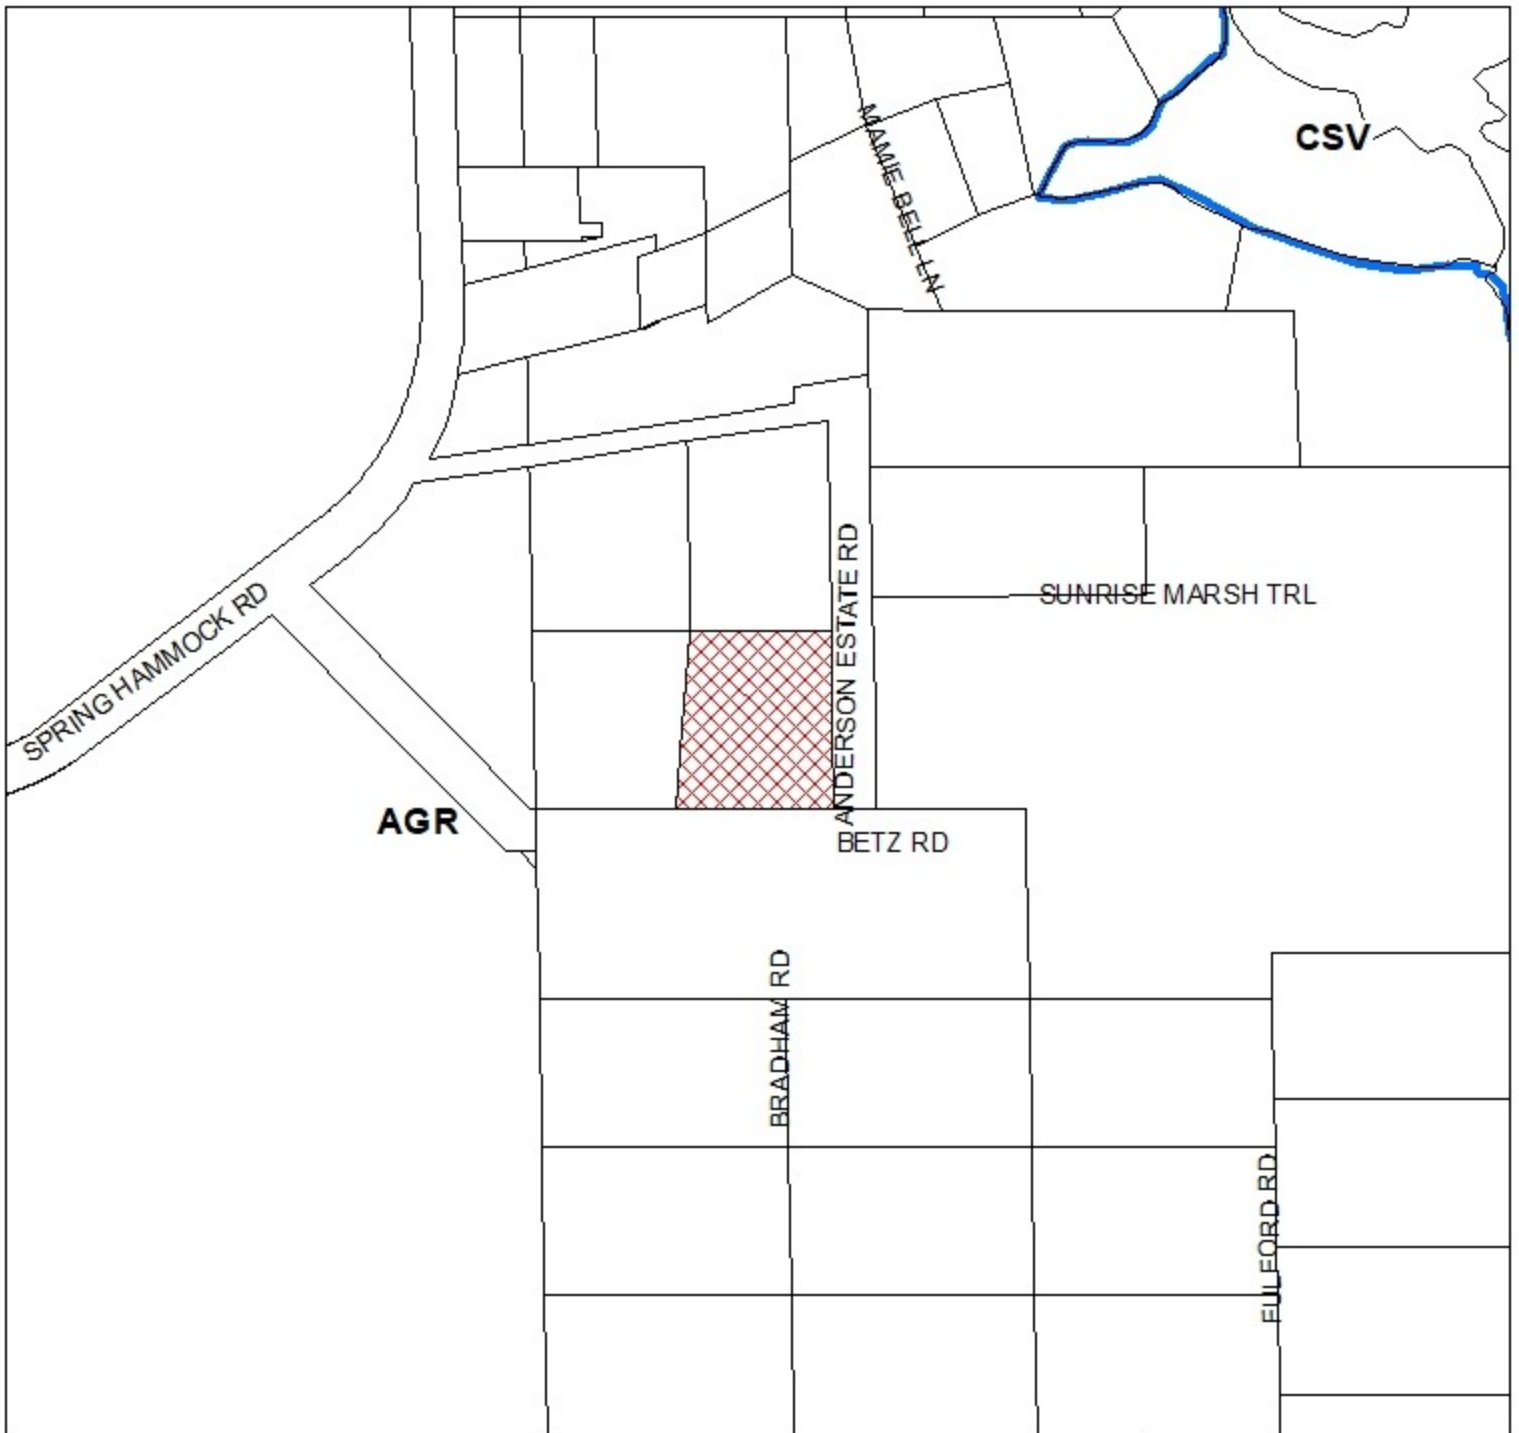 CSV
MAMIE BELL LN
ANDERSON ESTATE RD
SUNRISE MARSH TRL
SPRING HAMMOCK RD
AGR
BETZ RD
BRADHAM RD
FULFORD RD